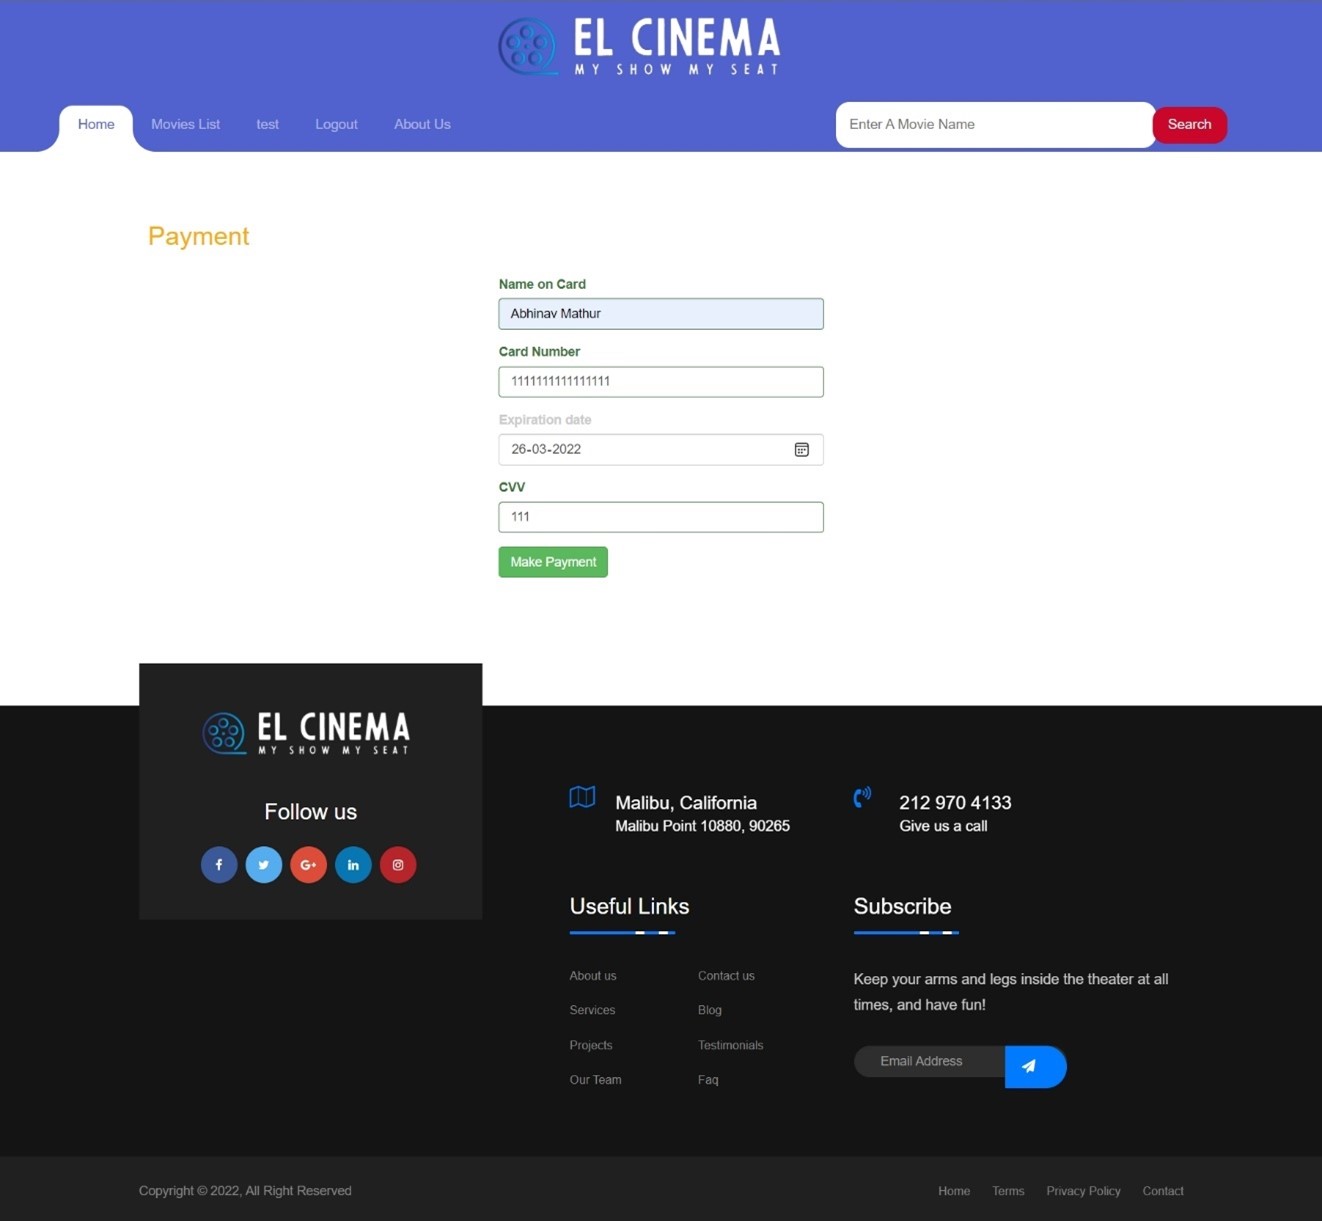 EL CINEMA
MY SHOW MY SEAT
Home
Movies List
test
Logout
About Us
Enter A Movie Name
Search
Payment
Name on Card
Abhinav Mathur
Card Number
1111111111111111
Expiration date
26-03-2022
CVV
111
Make Payment
EL CINEMA
MY SHOW MY SEAT
Follow us
f
G+
in
Malibu, California
Malibu Point 10880, 90265
212 970 4133
Give us a call
Useful Links
About us
Contact us
Services
Blog
Projects
Testimonials
Our Team
Faq
Subscribe
Keep your arms and legs inside the theater at all
times, and have fun!
Email Address
Copyright © 2022, All Right Reserved
Home
Terms
Privacy Policy
Contact